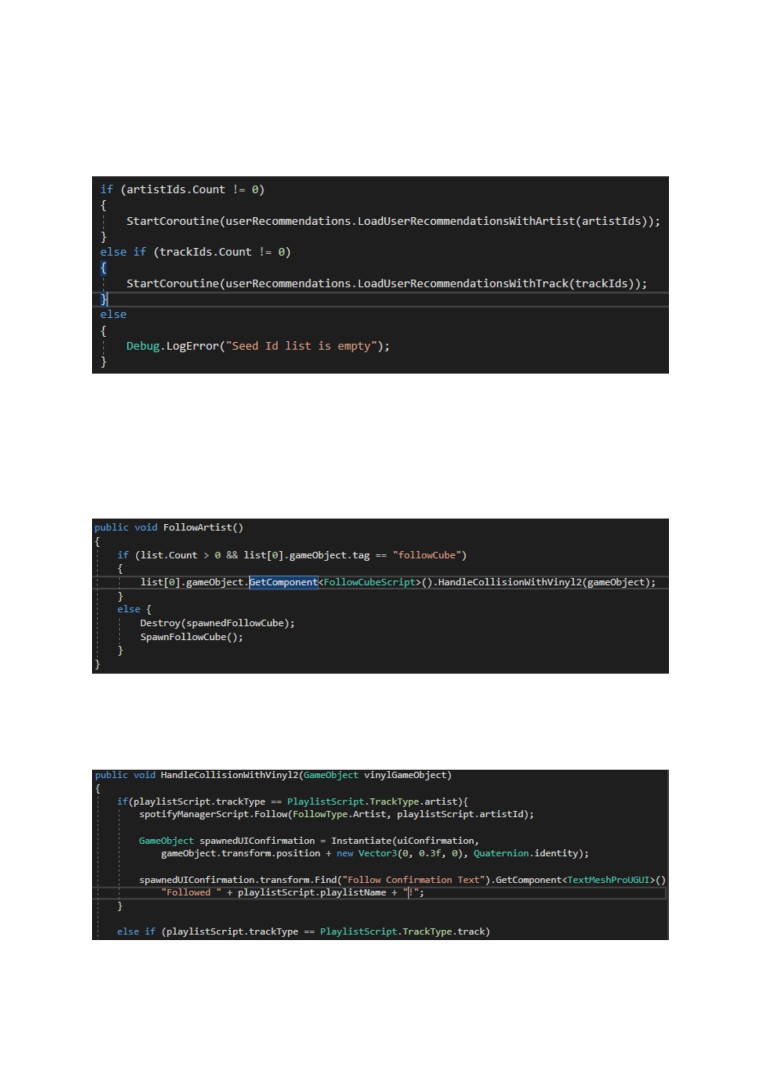 if (artistIds.Count != 0)
{
StartCoroutine(userRecommendations.LoadUserRecommendationsWithArtist(artistIds));
}
else if (trackIds.Count != 0)
{
StartCoroutine(userRecommendations.LoadUserRecommendationsWithTrack(trackIds));
}
else
{
Debug.LogError("Seed Id list is empty");
}
public void FollowArtist()
{
if (list.Count > 0 && list[0].gameObject.tag == "followCube")
{
list[0].gameObject.GetComponent<FollowCubeScript>().HandleCollisionWithVinyl2(gameObject);
}
else {
Destroy(spawnedFollowCube);
SpawnFollowCube();
}
}
public void HandleCollisionWithVinyl2(GameObject vinylGameObject)
{
if(playlistScript.trackType == PlaylistScript.TrackType.artist){
spotifyManagerScript.Follow(FollowType.Artist, playlistScript.artistId);
GameObject spawnedUIConfirmation = Instantiate(uiConfirmation,
gameObject.transform.position + new Vector3(0, 0.3f, 0), Quaternion.identity);
spawnedUIConfirmation.transform.Find("Follow Confirmation Text").GetComponent<TextMeshProUGUI>()
"Followed " + playlistScript.playlistName + "!";
}
else if (playlistScript.trackType == PlaylistScript.TrackType.track)